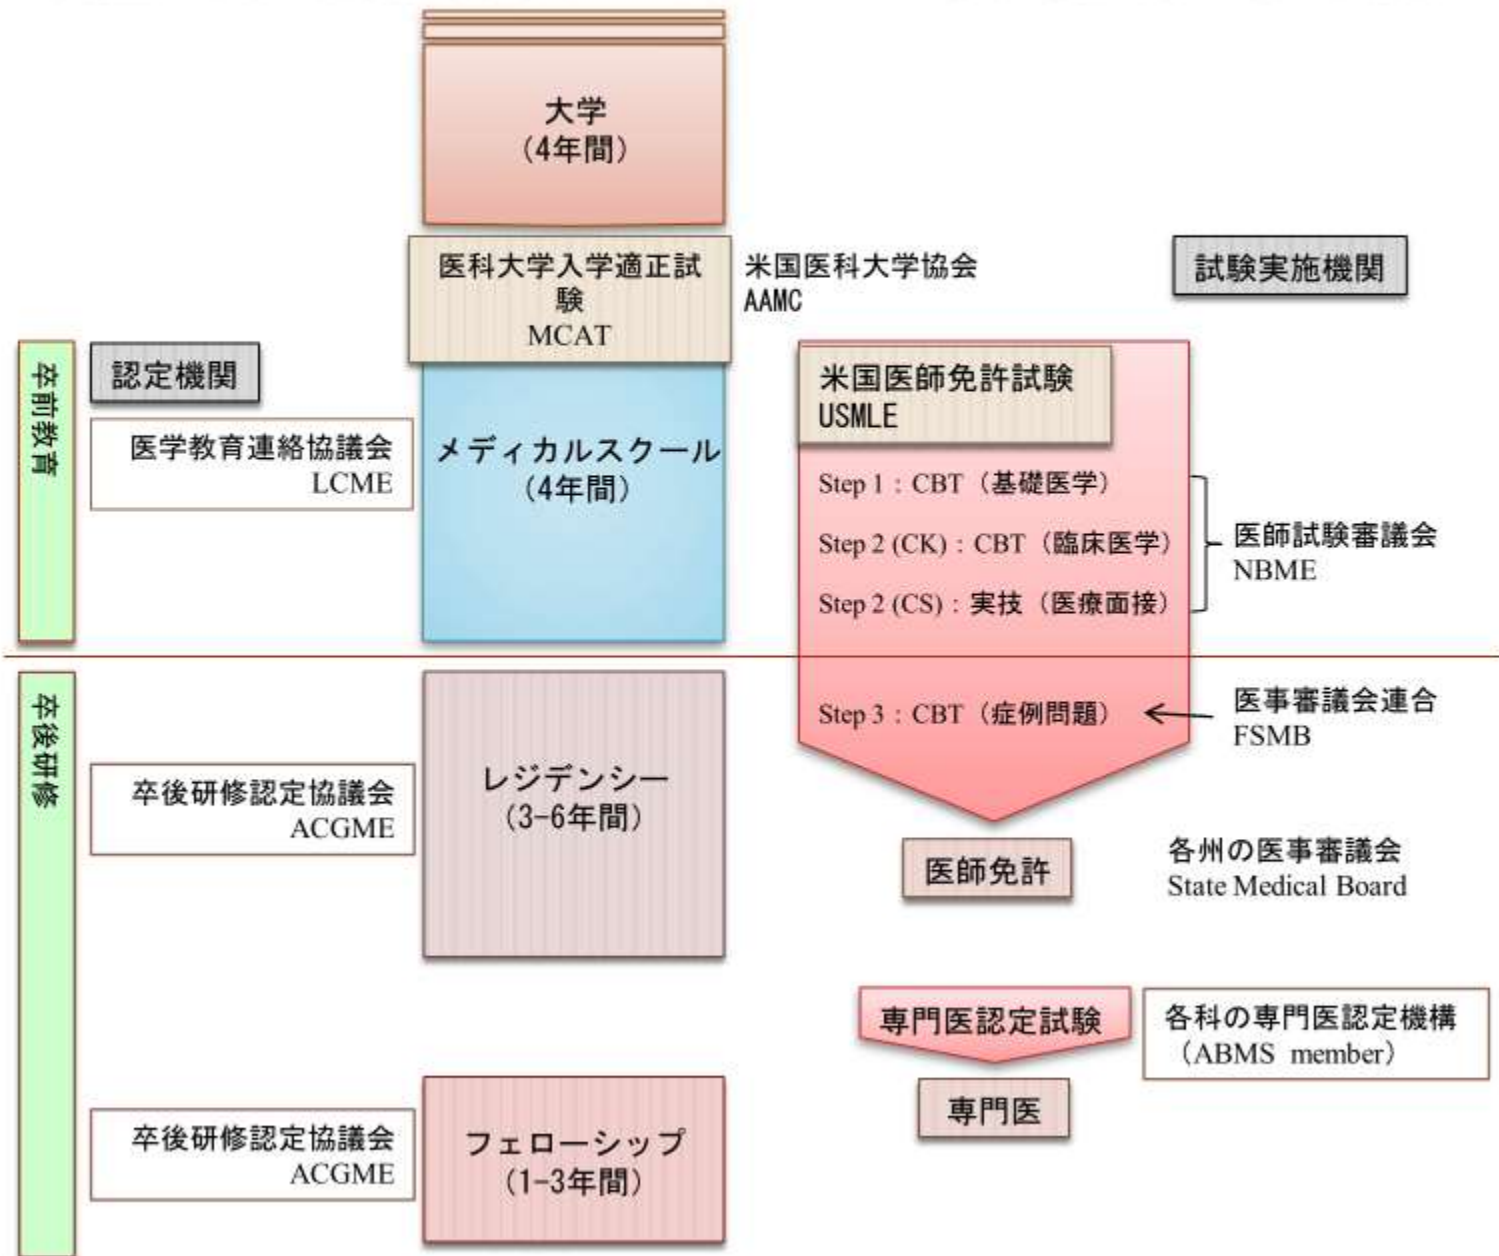 大学
(4年間)
医科大学入学適正試
験
MCAT
米国医科大学協会
AAMC
試験実施機関
卒前教育
認定機関
医学教育連絡協議会
LCME
メディカルスクール
(4年間)
米国医師免許試験
USMLE
Step 1 : CBT（基礎医学）
Step 2 (CK) : CBT（臨床医学）
Step 2 (CS) : 実技（医療面接）
医師試験審議会
NBME
卒後研修
Step 3 : CBT（症例問題）
医事審議会連合
FSMB
卒後研修認定協議会
ACGME
レジデンシー
(3-6年間)
医師免許
各州の医事審議会
State Medical Board
専門医認定試験
各科の専門医認定機構
（ABMS member）
専門医
卒後研修認定協議会
ACGME
フェローシップ
(1-3年間)